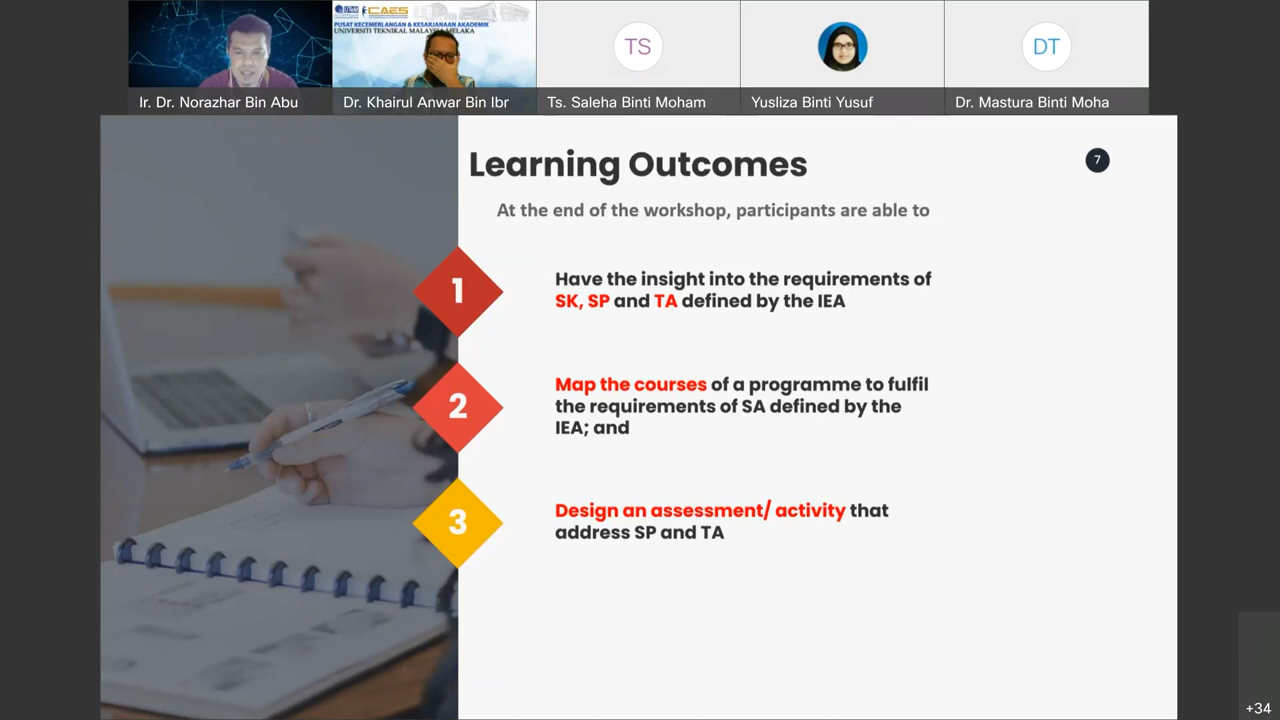 UTeM
CAES
PUSAT KECEMERLANGAN & KESARJANAAN AKADEMIK
UNIVERSITI TEKNIKAL MALAYSIA MELAKA
TS
DT
Ir. Dr. Norazhar Bin Abu
Dr. Khairul Anwar Bin Ibr
Ts. Saleha Binti Moham
Yusliza Binti Yusuf
Dr. Mastura Binti Moha
Learning Outcomes
7
At the end of the workshop, participants are able to
1
Have the insight into the requirements of
SK, SP and TA defined by the IEA
2
Map the courses of a programme to fulfil
the requirements of SA defined by the
IEA; and
3
Design an assessment/ activity that
address SP and TA
+34